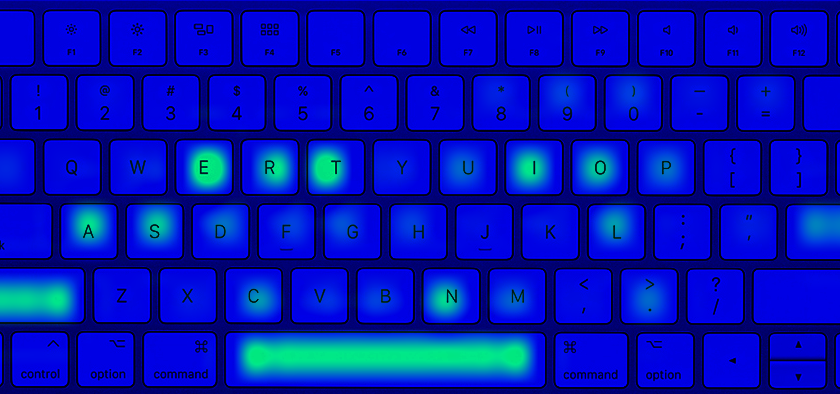 F1 F2 F3 F4 F5 F6 F7 F8 F9 F10 F11 F12
! @ # $ % ^ & * ( ) — +
1 2 3 4 5 6 7 8 9 0 - =
Q W E R T Y U I O P { [ } ]
A S D F G H J K L : ; " '
Z X C V B N M < , > . ? /
control option command command option